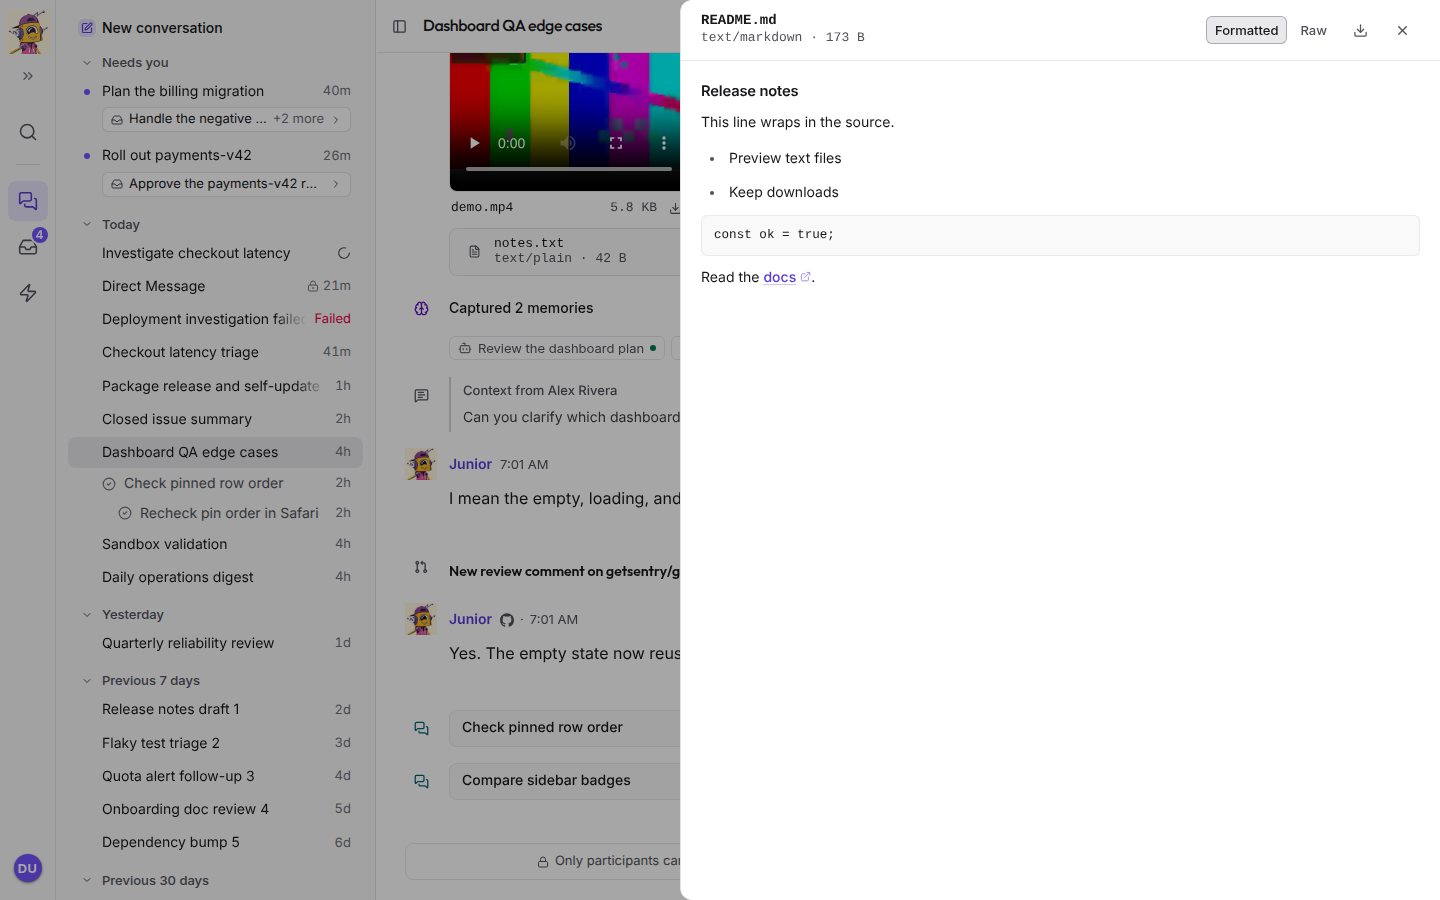 New conversation
Needs you
Plan the billing migration 40m
Handle the negative ... +2 more
Roll out payments-v42 26m
Approve the payments-v42 r...
Today
Investigate checkout latency
4
Direct Message 21m
Deployment investigation failed Failed
Checkout latency triage 41m
Package release and self-update 1h
Closed issue summary 2h
Dashboard QA edge cases 4h
Check pinned row order 2h
Recheck pin order in Safari 2h
Sandbox validation 4h
Daily operations digest 4h
Yesterday
Quarterly reliability review 1d
Previous 7 days
Release notes draft 1 2d
Flaky test triage 2 3d
Quota alert follow-up 3 4d
Onboarding doc review 4 5d
Dependency bump 5 6d
Previous 30 days
DU
Dashboard QA edge cases
0:00
demo.mp4 5.8 KB
notes.txt
text/plain · 42 B
Captured 2 memories
Review the dashboard plan
Context from Alex Rivera
Can you clarify which dashboard
Junior 7:01 AM
I mean the empty, loading, and
New review comment on getsentry/g
Junior · 7:01 AM
Yes. The empty state now reus
Check pinned row order
Compare sidebar badges
Only participants can
README.md
text/markdown · 173 B
Formatted Raw
Release notes
This line wraps in the source.
• Preview text files
• Keep downloads
const ok = true;
Read the docs.